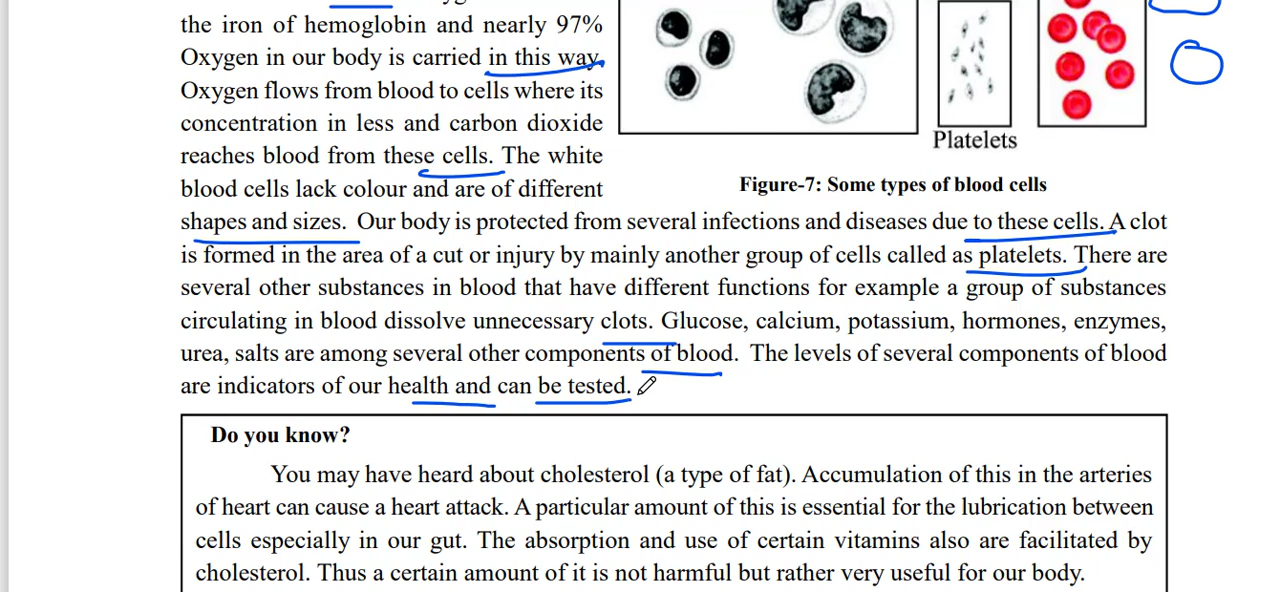 the iron of hemoglobin and nearly 97%
Oxygen in our body is carried in this way.
Oxygen flows from blood to cells where its
concentration in less and carbon dioxide
reaches blood from these cells. The white
blood cells lack colour and are of different
Platelets
Figure-7: Some types of blood cells
shapes and sizes. Our body is protected from several infections and diseases due to these cells. A clot
is formed in the area of a cut or injury by mainly another group of cells called as platelets. There are
several other substances in blood that have different functions for example a group of substances
circulating in blood dissolve unnecessary clots. Glucose, calcium, potassium, hormones, enzymes,
urea, salts are among several other components of blood. The levels of several components of blood
are indicators of our health and can be tested.
Do you know?
You may have heard about cholesterol (a type of fat). Accumulation of this in the arteries
of heart can cause a heart attack. A particular amount of this is essential for the lubrication between
cells especially in our gut. The absorption and use of certain vitamins also are facilitated by
cholesterol. Thus a certain amount of it is not harmful but rather very useful for our body.